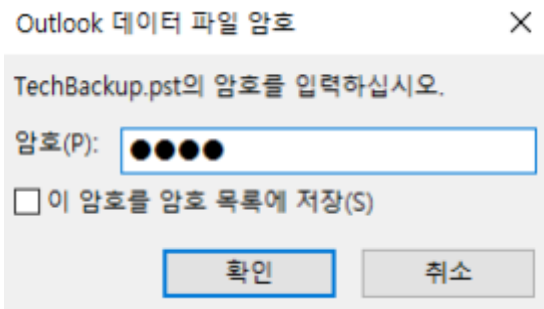 Outlook 데이터 파일 암호
TechBackup.pst의 암호를 입력하십시오.
암호(P): ●●●●
이 암호를 암호 목록에 저장(S)
확인 취소